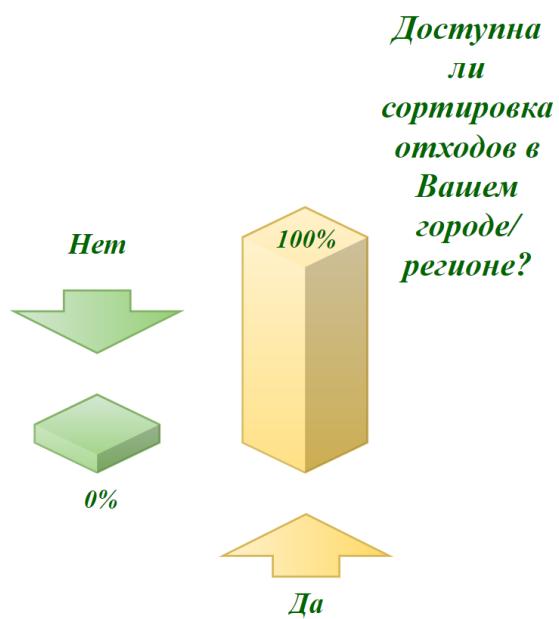 Доступна
ли
сортировка
отходов в
Вашем
городе/
регионе?
Нет
100%
0%
Да